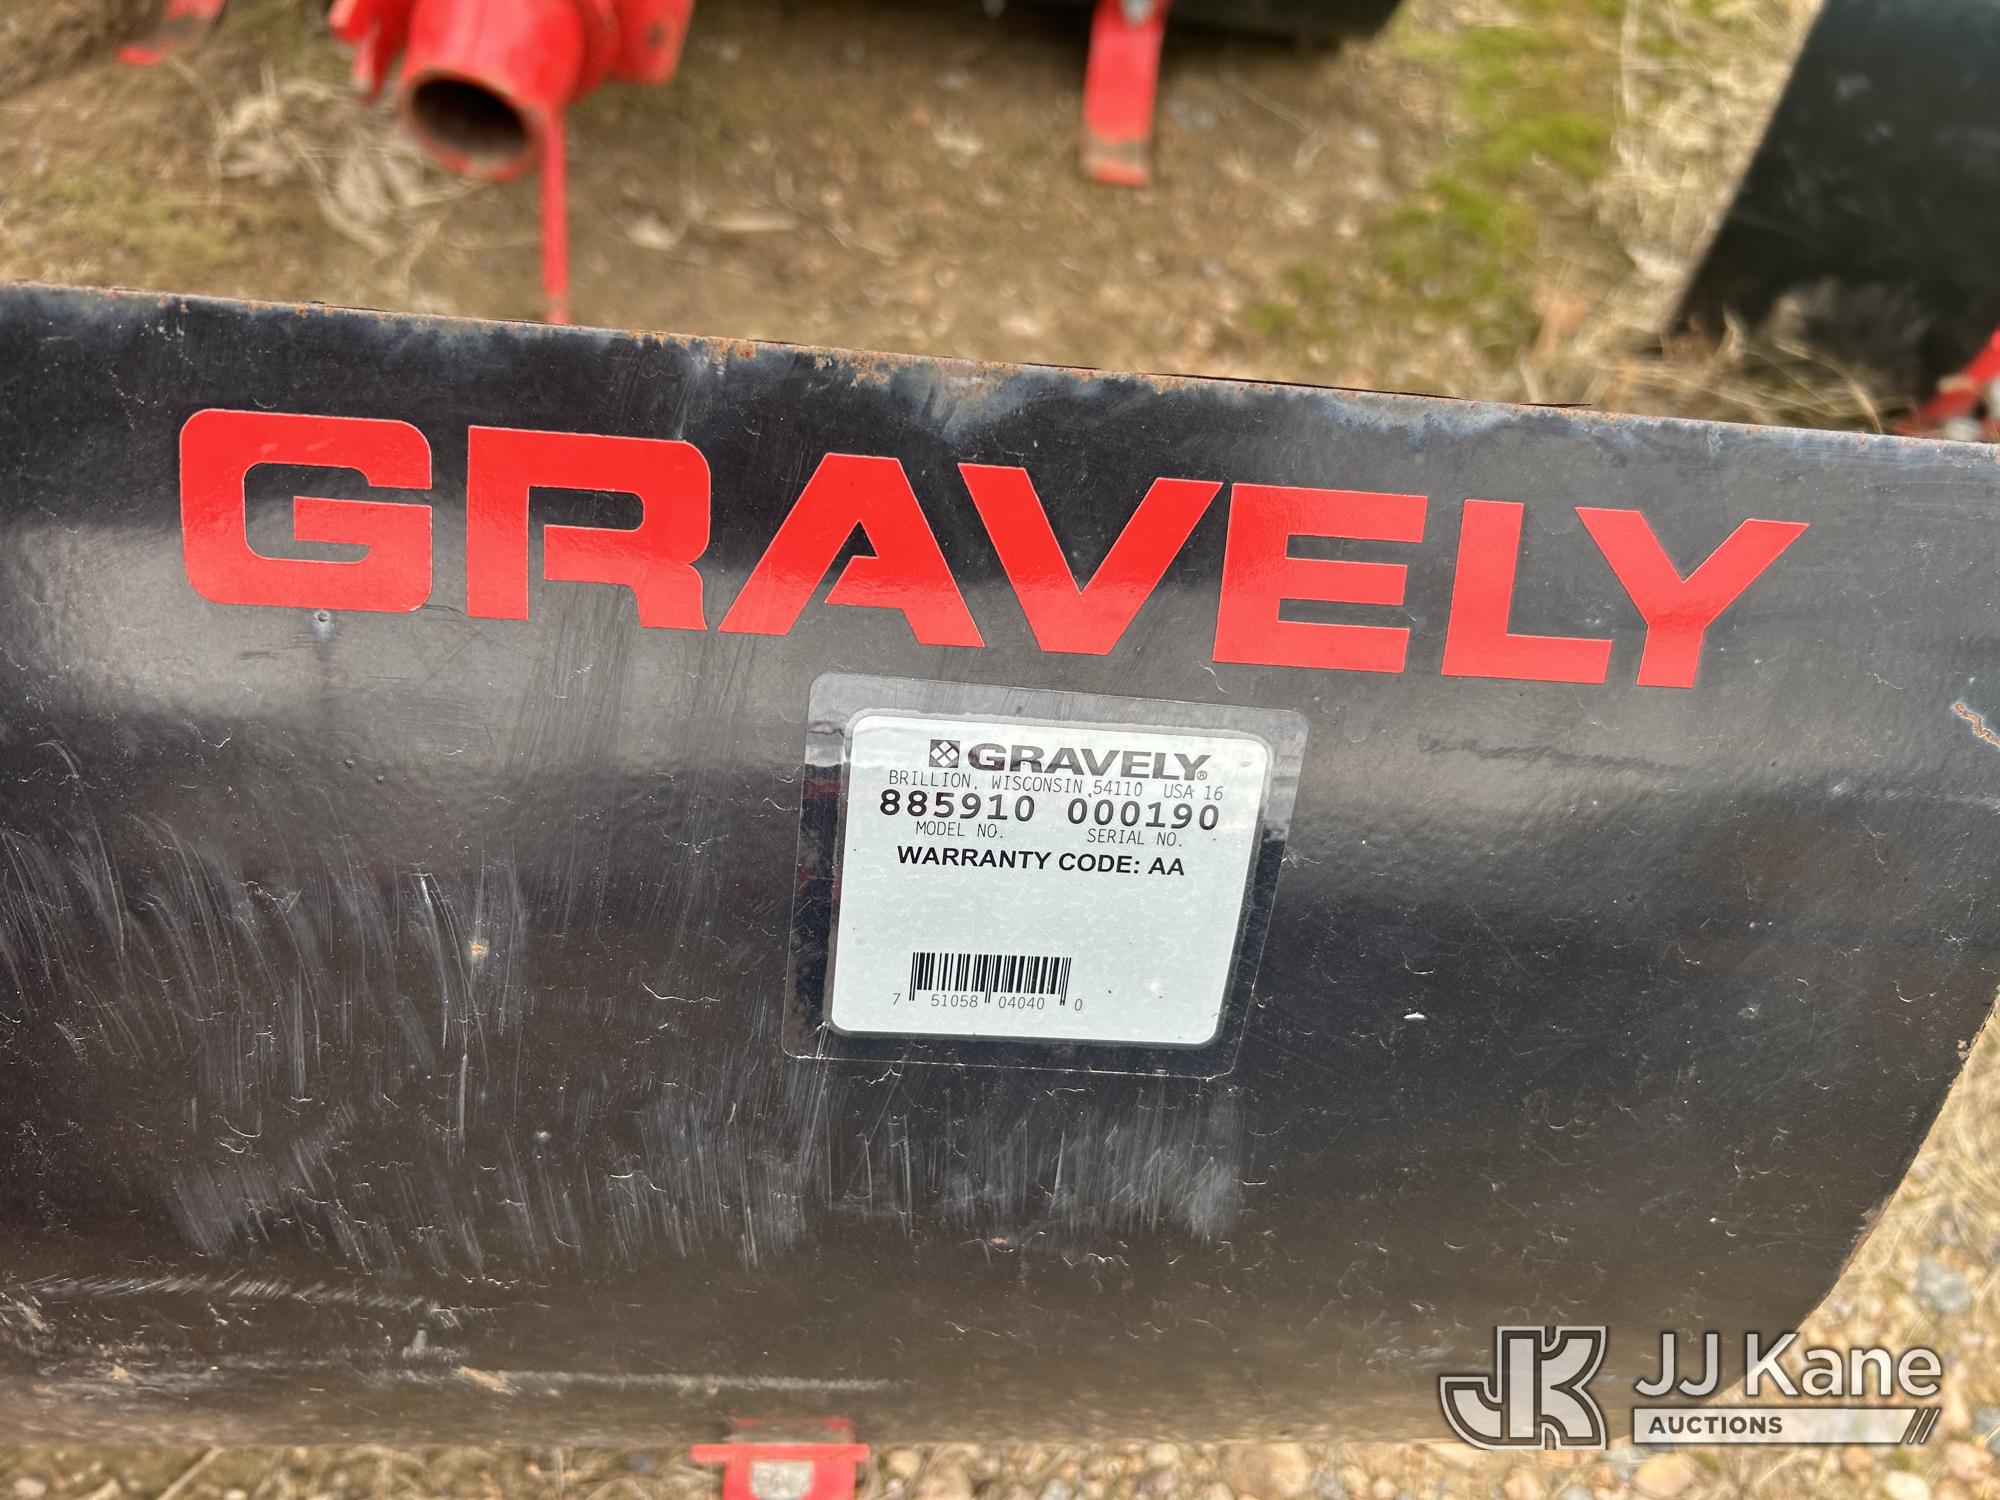 GRAVELY
GRAVELY®
BRILLION, WISCONSIN 54110 USA 16
885910 000190
MODEL NO. SERIAL NO.
WARRANTY CODE: AA
7 51058 04040 0
JK JJ Kane
AUCTIONS